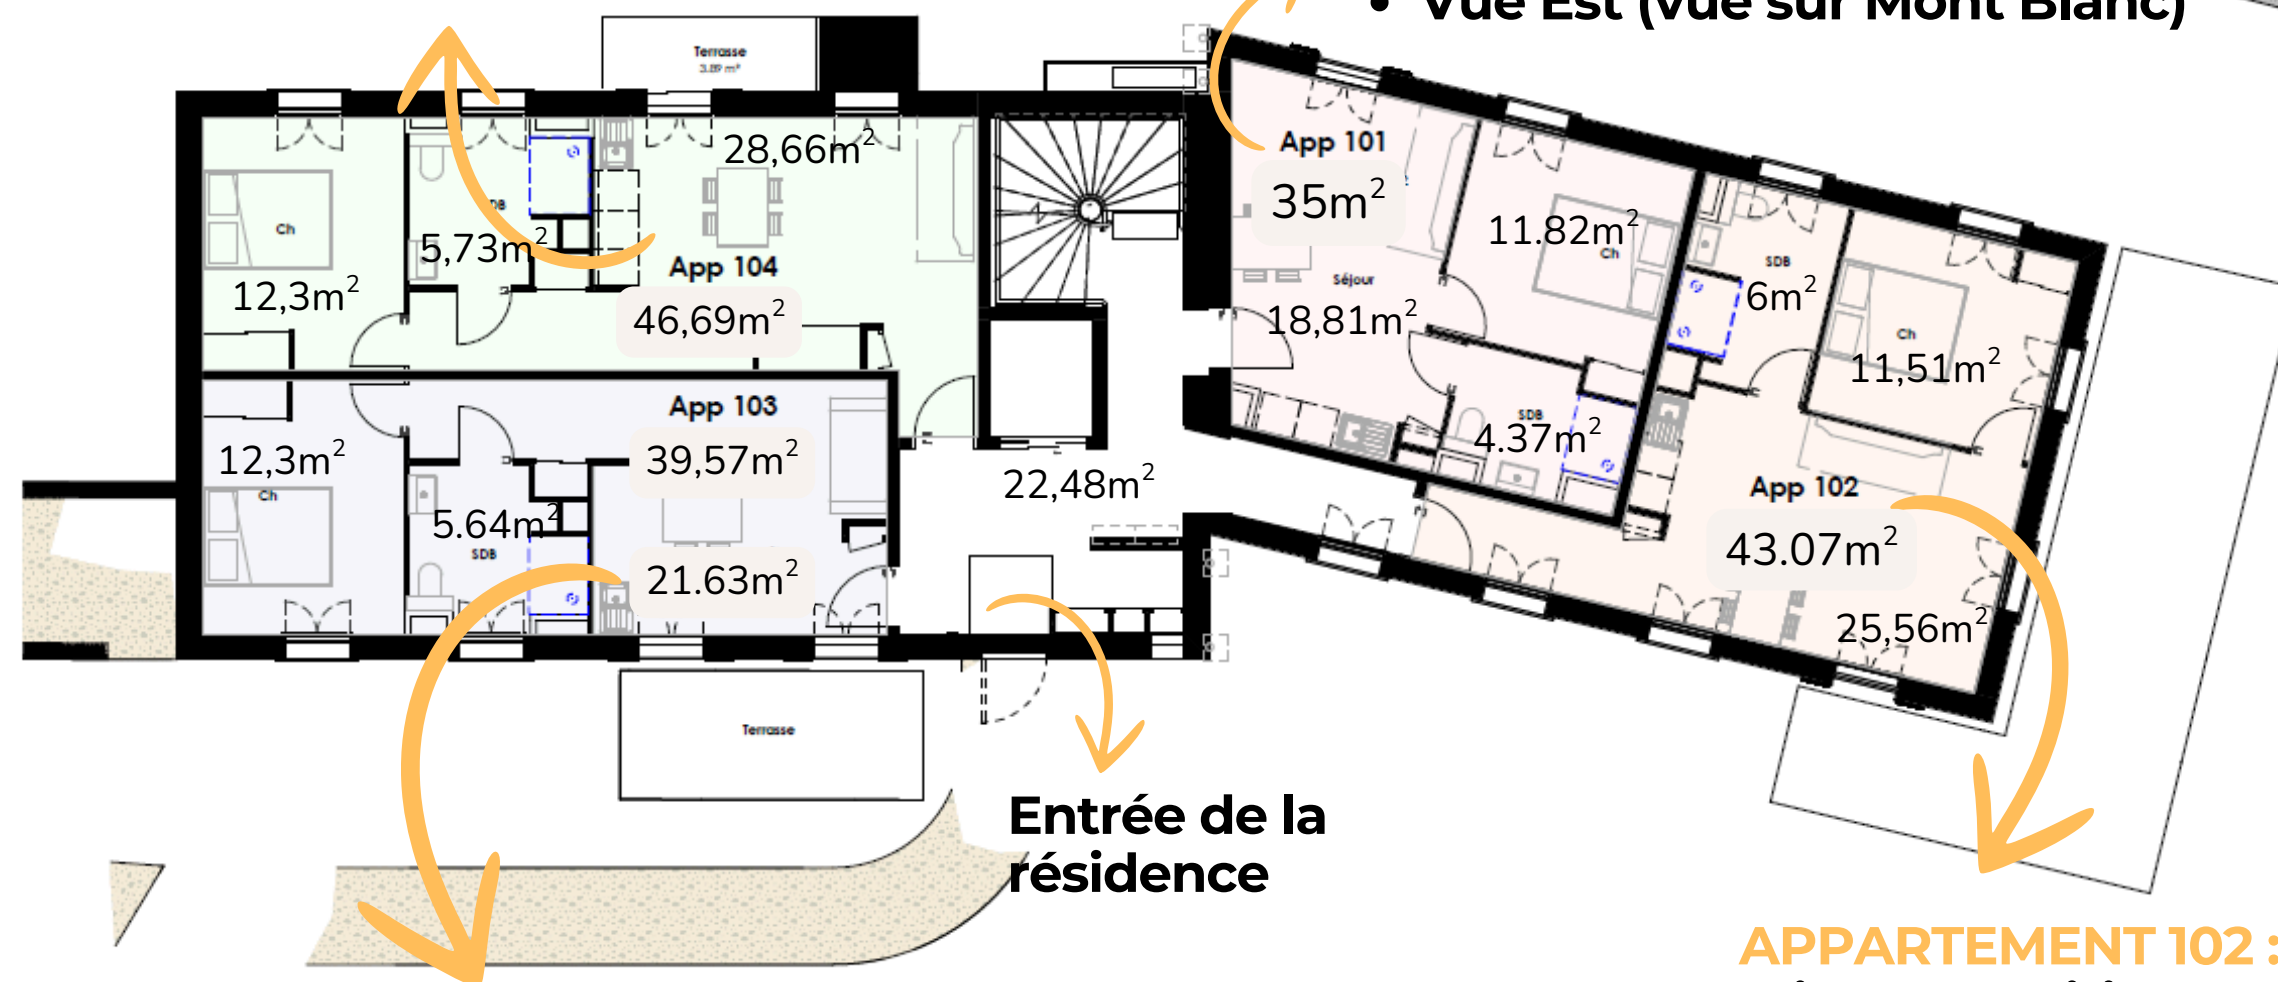 • Vue Est (vue sur Mont Blanc)
Terrasse
3.89 m²
28,66m²
App 101
35m²
Ch
5,73m²
App 104
11.82m²
Ch
SDB
6m²
12,3m²
46,69m²
Séjour
18,81m²
Ch
11,51m²
App 103
39,57m²
SDB
4.37m²
12,3m²
Ch
22,48m²
App 102
43.07m²
5.64m²
SDB
21.63m²
25,56m²
Terrasse
Entrée de la
résidence
APPARTEMENT 102 :